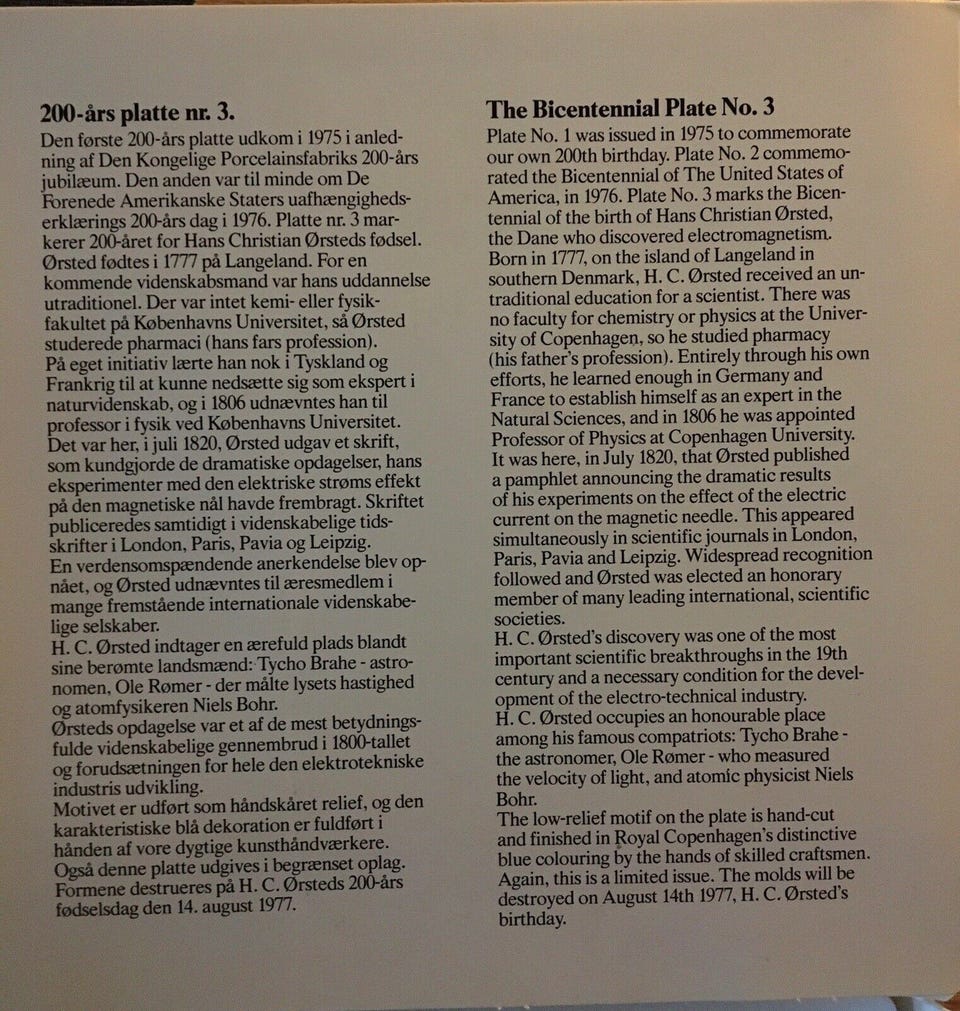 200-års platte nr. 3.
Den første 200-års platte udkom i 1975 i anled-
ning af Den Kongelige Porcelainsfabriks 200-års
jubilæum. Den anden var til minde om De
Forenede Amerikanske Staters uafhængigheds-
erklærings 200-års dag i 1976. Platte nr. 3 mar-
kerer 200-året for Hans Christian Ørsteds fødsel.
Ørsted fødtes i 1777 på Langeland. For en
kommende videnskabsmand var hans uddannelse
utraditionel. Der var intet kemi- eller fysik-
fakultet på Københavns Universitet, så Ørsted
studerede pharmaci (hans fars profession).
På eget initiativ lærte han nok i Tyskland og
Frankrig til at kunne nedsætte sig som ekspert i
naturvidenskab, og i 1806 udnævntes han til
professor i fysik ved Københavns Universitet.
Det var her, i juli 1820, Ørsted udgav et skrift,
som kundgjorde de dramatiske opdagelser, hans
eksperimenter med den elektriske strøms effekt
på den magnetiske nål havde frembragt. Skriftet
publiceredes samtidigt i videnskabelige tids-
skrifter i London, Paris, Pavia og Leipzig.
En verdensomspændende anerkendelse blev op-
nået, og Ørsted udnævntes til æresmedlem i
mange fremstående internationale videnskabe-
lige selskaber.
H. C. Ørsted indtager en ærefuld plads blandt
sine berømte landsmænd: Tycho Brahe - astro-
nomen, Ole Rømer - der målte lysets hastighed
og atomfysikeren Niels Bohr.
Ørsteds opdagelse var et af de mest betydnings-
fulde videnskabelige gennembrud i 1800-tallet
og forudsætningen for hele den elektrotekniske
industris udvikling.
Motivet er udført som håndskåret relief, og den
karakteristiske blå dekoration er fuldført i
hånden af vore dygtige kunsthåndværkere.
Også denne platte udgives i begrænset oplag.
Formene destrueres på H. C. Ørsteds 200-års
fødselsdag den 14. august 1977.
The Bicentennial Plate No. 3
Plate No. 1 was issued in 1975 to commemorate
our own 200th birthday. Plate No. 2 commemo-
rated the Bicentennial of The United States of
America, in 1976. Plate No. 3 marks the Bicen-
tennial of the birth of Hans Christian Ørsted,
the Dane who discovered electromagnetism.
Born in 1777, on the island of Langeland in
southern Denmark, H. C. Ørsted received an un-
traditional education for a scientist. There was
no faculty for chemistry or physics at the Univer-
sity of Copenhagen, so he studied pharmacy
(his father's profession). Entirely through his own
efforts, he learned enough in Germany and
France to establish himself as an expert in the
Natural Sciences, and in 1806 he was appointed
Professor of Physics at Copenhagen University.
It was here, in July 1820, that Ørsted published
a pamphlet announcing the dramatic results
of his experiments on the effect of the electric
current on the magnetic needle. This appeared
simultaneously in scientific journals in London,
Paris, Pavia and Leipzig. Widespread recognition
followed and Ørsted was elected an honorary
member of many leading international, scientific
societies.
H. C. Ørsted's discovery was one of the most
important scientific breakthroughs in the 19th
century and a necessary condition for the devel-
opment of the electro-technical industry.
H. C. Ørsted occupies an honourable place
among his famous compatriots: Tycho Brahe -
the astronomer, Ole Rømer - who measured
the velocity of light, and atomic physicist Niels
Bohr.
The low-relief motif on the plate is hand-cut
and finished in Royal Copenhagen's distinctive
blue colouring by the hands of skilled craftsmen.
Again, this is a limited issue. The molds will be
destroyed on August 14th 1977, H. C. Ørsted's
birthday.